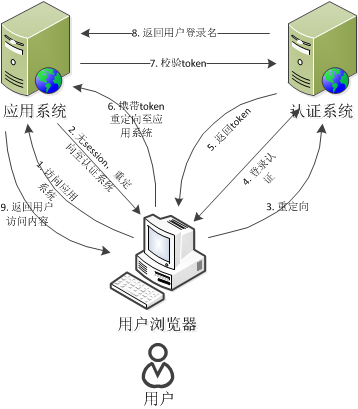 8. 返回用户登录名
7. 校验token
应用系统
认证系统
6. 携带token
重定向至应
用系统
5. 返回token
2. 无session，重定
向至认证系统
1. 访问应用
系统
4. 登录认
证
3. 重定向
9. 返回用户
访问内容
用户浏览器
用户